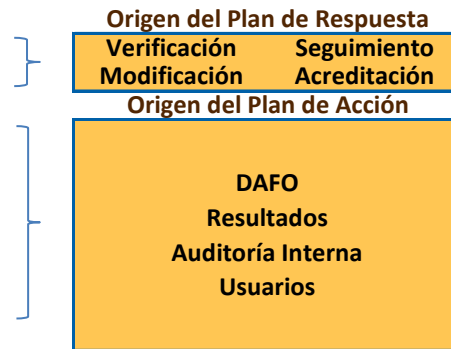 Origen del Plan de Respuesta
Verificación Seguimiento
Modificación Acreditación
Origen del Plan de Acción
DAFO
Resultados
Auditoría Interna
Usuarios